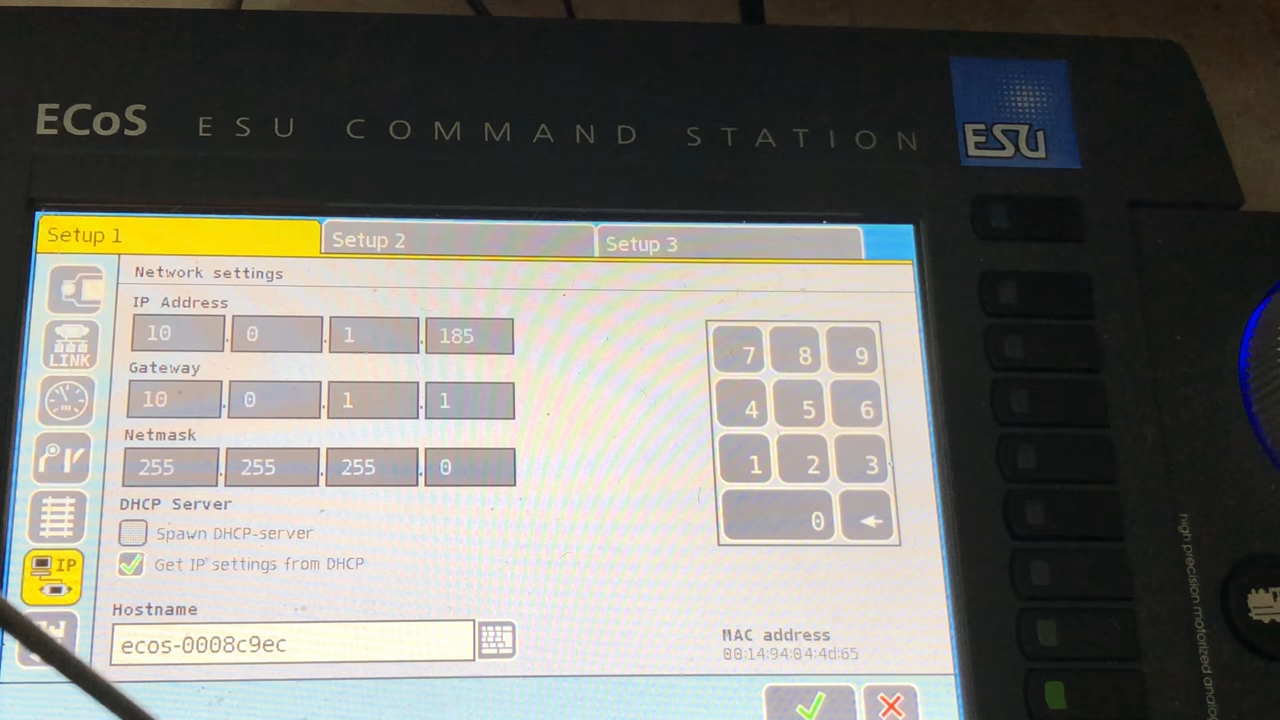 ECoS ESU COMMAND STATION
ESU
Setup 1 Setup 2 Setup 3
Network settings
IP Address
10 . 0 . 1 . 185
Gateway
10 . 0 . 1 . 1
Netmask
255 . 255 . 255 . 0
DHCP Server
Spawn DHCP-server
Get IP settings from DHCP
Hostname
ecos-0008c9ec
MAC address
00:14:94:04:4d:65
LINK
IP
7 8 9
4 5 6
1 2 3
0
high precision motorized